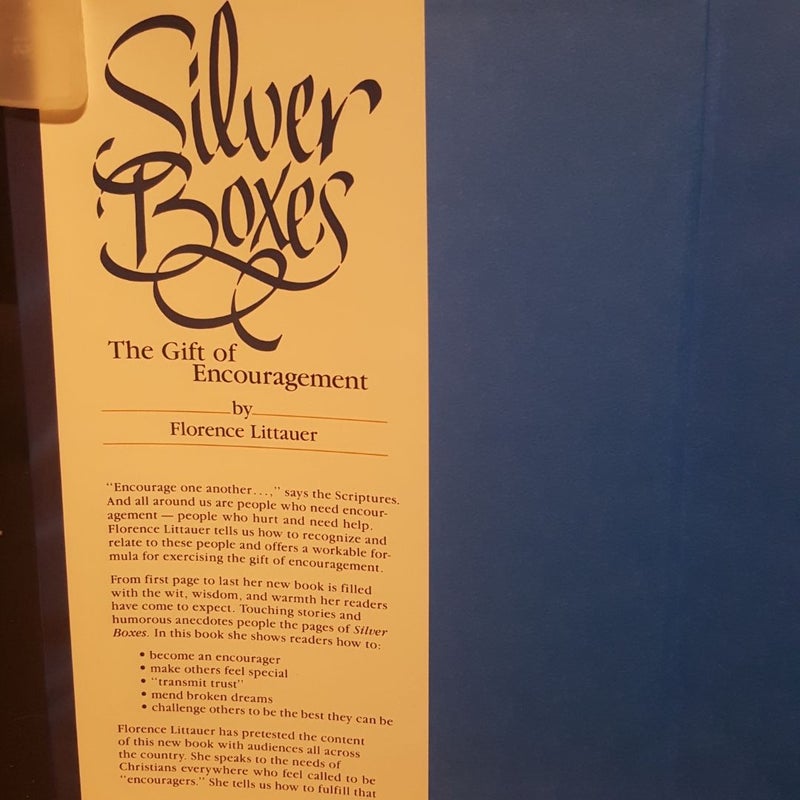 Silver
Boxes
The Gift of
Encouragement
by
Florence Littauer
"Encourage one another...," says the Scriptures.
And all around us are people who need encour-
agement — people who hurt and need help.
Florence Littauer tells us how to recognize and
relate to these people and offers a workable for-
mula for exercising the gift of encouragement.
From first page to last her new book is filled
with the wit, wisdom, and warmth her readers
have come to expect. Touching stories and
humorous anecdotes people the pages of Silver
Boxes. In this book she shows readers how to:
• become an encourager
• make others feel special
• "transmit trust"
• mend broken dreams
• challenge others to be the best they can be
Florence Littauer has pretested the content
of this new book with audiences all across
the country. She speaks to the needs of
Christians everywhere who feel called to be
"encouragers." She tells us how to fulfill that